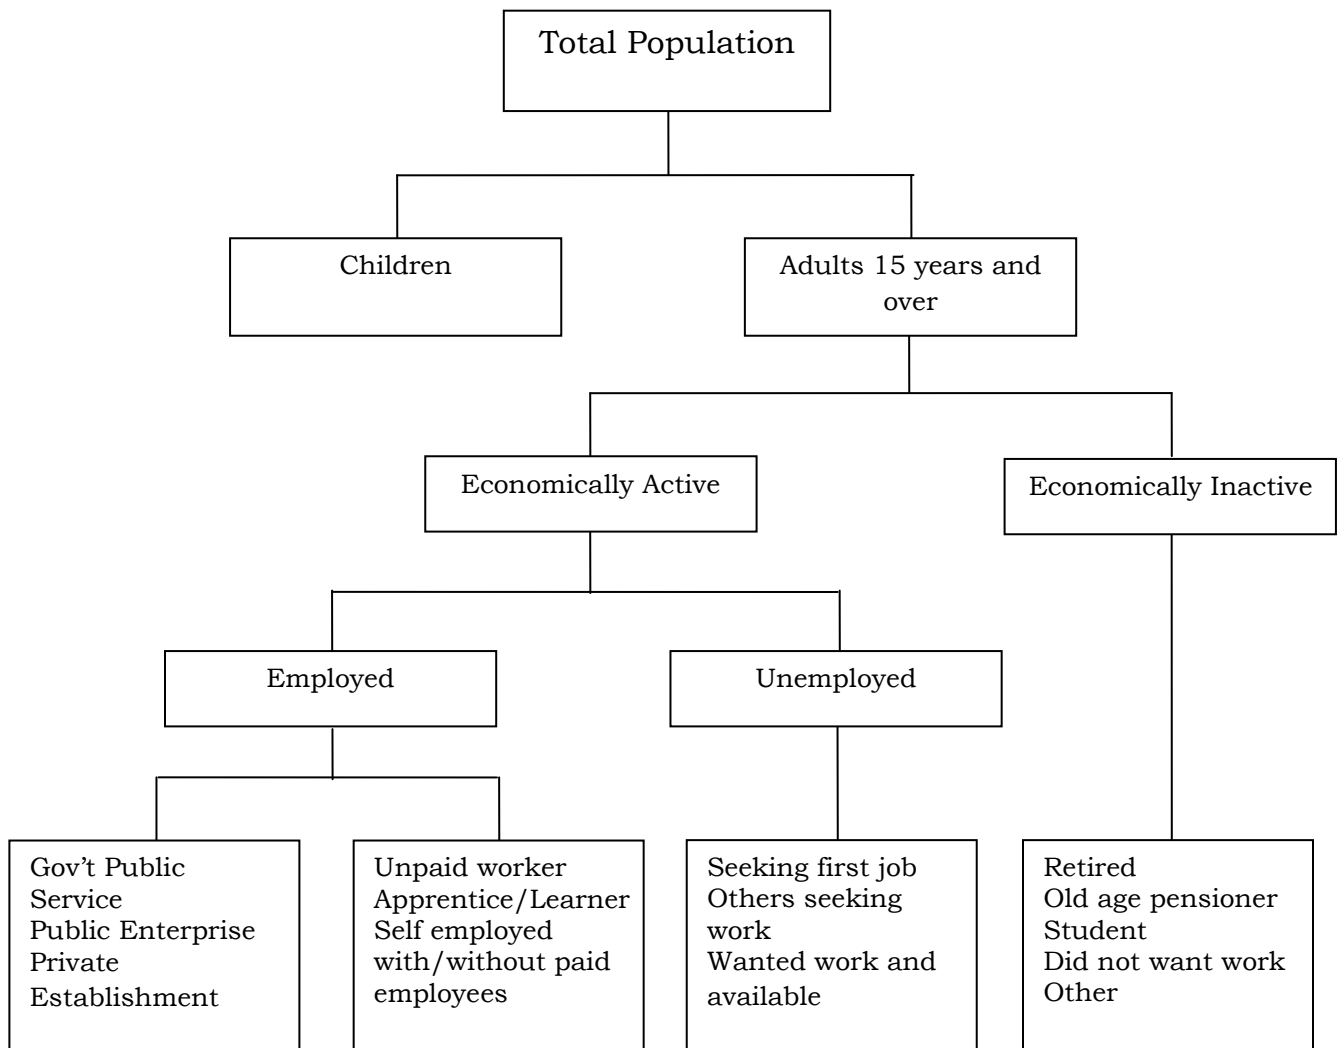 Total Population
Children
Adults 15 years and
over
Economically Active
Economically Inactive
Employed
Unemployed
Gov't Public
Service
Public Enterprise
Private
Establishment
Unpaid worker
Apprentice/Learner
Self employed
with/without paid
employees
Seeking first job
Others seeking
work
Wanted work and
available
Retired
Old age pensioner
Student
Did not want work
Other